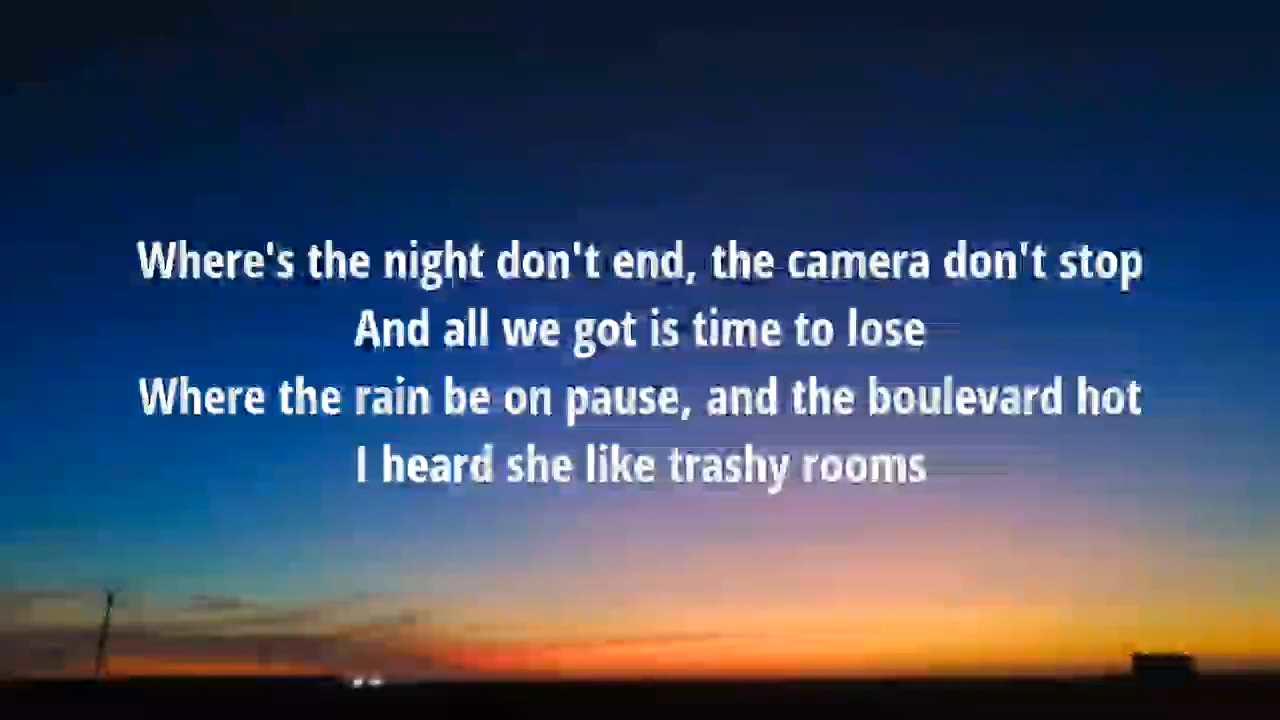 Where's the night don't end, the camera don't stop
And all we got is time to lose
Where the rain be on pause, and the boulevard hot
I heard she like trashy rooms